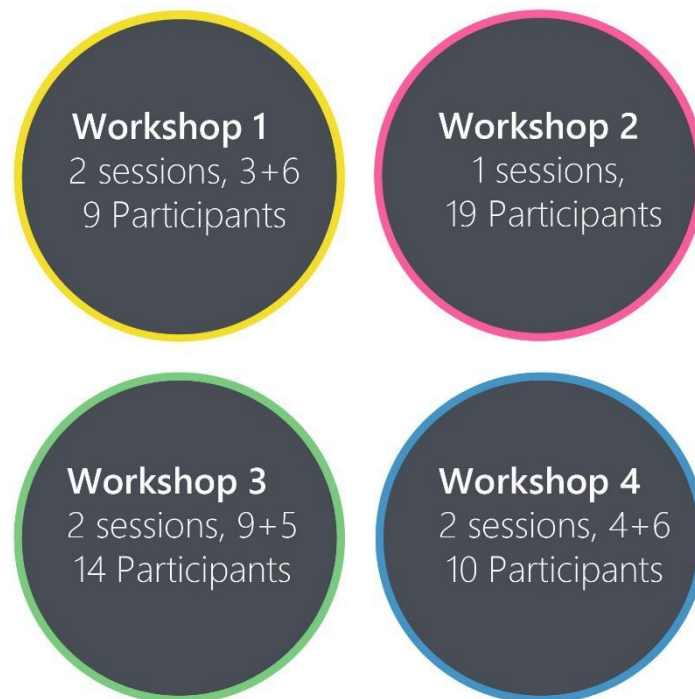 Workshop 1
2 sessions, 3+6
9 Participants
Workshop 2
1 sessions,
19 Participants
Workshop 3
2 sessions, 9+5
14 Participants
Workshop 4
2 sessions, 4+6
10 Participants